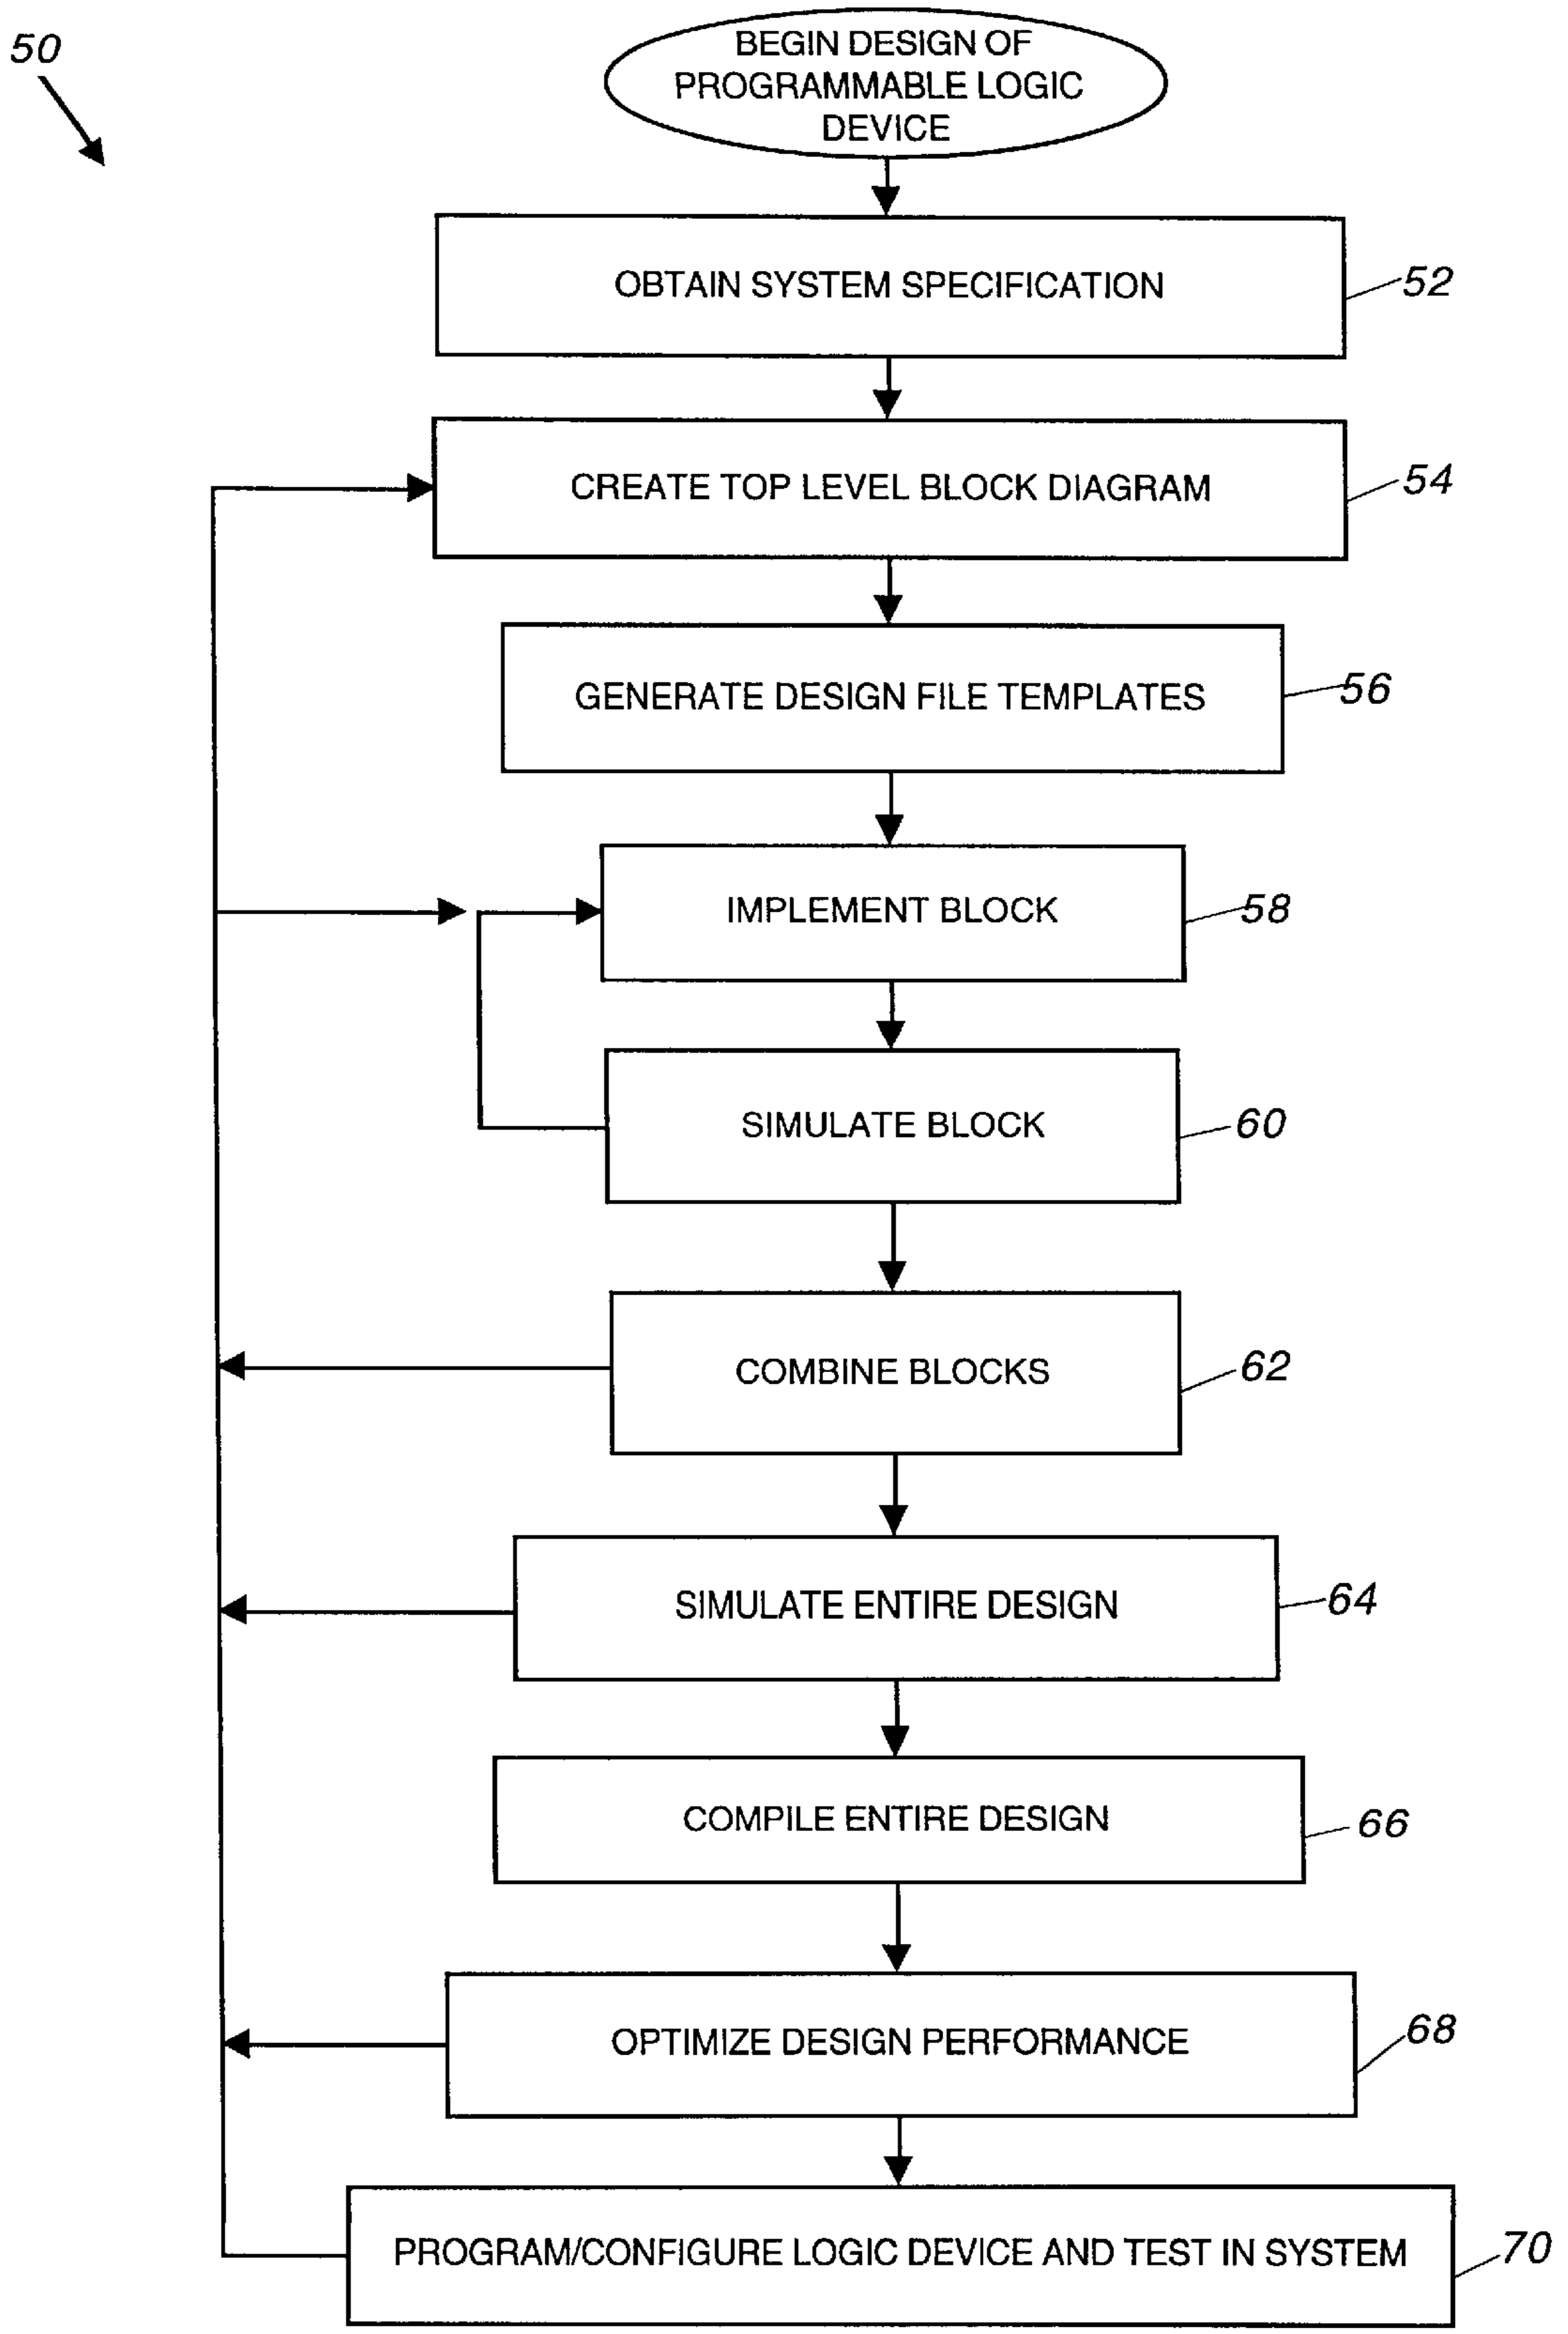 50
BEGIN DESIGN OF
PROGRAMMABLE LOGIC
DEVICE
OBTAIN SYSTEM SPECIFICATION
52
CREATE TOP LEVEL BLOCK DIAGRAM
54
GENERATE DESIGN FILE TEMPLATES
56
IMPLEMENT BLOCK
58
SIMULATE BLOCK
60
COMBINE BLOCKS
62
SIMULATE ENTIRE DESIGN
64
COMPILE ENTIRE DESIGN
66
OPTIMIZE DESIGN PERFORMANCE
68
PROGRAM/CONFIGURE LOGIC DEVICE AND TEST IN SYSTEM
70